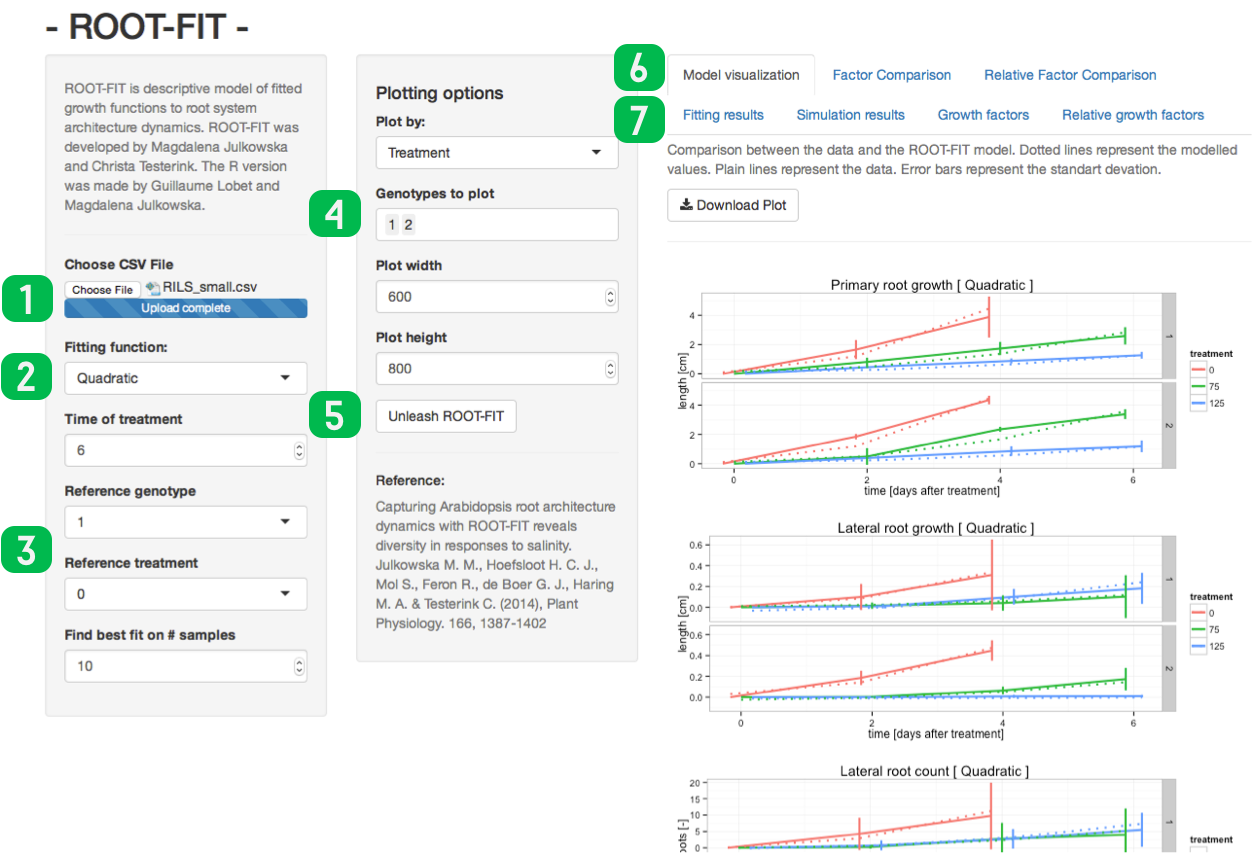 - ROOT-FIT -
ROOT-FIT is descriptive model of fitted
growth functions to root system
architecture dynamics. ROOT-FIT was
developed by Magdalena Julkowska
and Christa Testerink. The R version
was made by Guillaume Lobet and
Magdalena Julkowska.
1
Choose CSV File
Choose File RILS_small.csv
Upload complete
2
Fitting function:
Quadratic
Time of treatment
6
3
Reference genotype
1
Reference treatment
0
Find best fit on # samples
10
Plotting options
Plot by:
Treatment
4
Genotypes to plot
1 2
Plot width
600
Plot height
800
5
Unleash ROOT-FIT
Reference:
Capturing Arabidopsis root architecture
dynamics with ROOT-FIT reveals
diversity in responses to salinity.
Julkowska M. M., Hoefsloot H. C. J.,
Mol S., Feron R., de Boer G. J., Haring
M. A. & Testerink C. (2014), Plant
Physiology. 166, 1387-1402
6
Model visualization Factor Comparison Relative Factor Comparison
7
Fitting results Simulation results Growth factors Relative growth factors
Comparison between the data and the ROOT-FIT model. Dotted lines represent the modelled
values. Plain lines represent the data. Error bars represent the standart devation.
Download Plot
Primary root growth [ Quadratic ]
length [cm]
4
2
0
1
4
2
0
2
0 2 4 6
time [days after treatment]
treatment
0
75
125
Lateral root growth [ Quadratic ]
length [cm]
0.6
0.4
0.2
0.0
1
0.6
0.4
0.2
0.0
2
0 2 4 6
time [days after treatment]
treatment
0
75
125
Lateral root count [ Quadratic ]
20
15
10
5
0
1
[-]
treatment